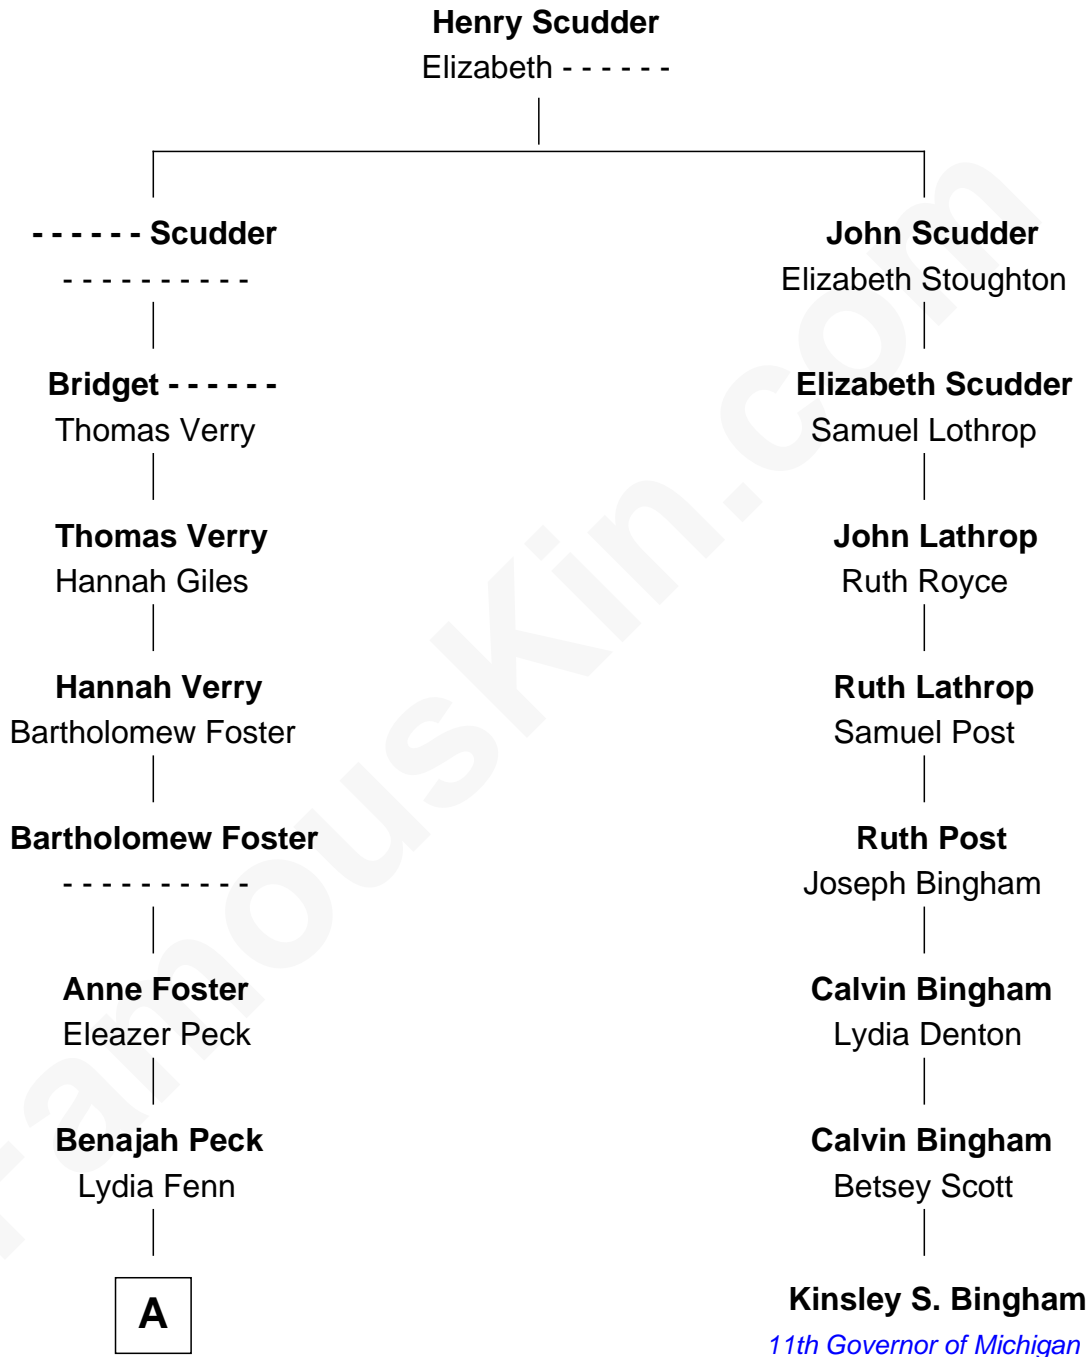 Henry Scudder
Elizabeth - - - - - -
- - - - - - Scudder
- - - - - - - - - -
John Scudder
Elizabeth Stoughton
Bridget - - - - - -
Thomas Verry
Elizabeth Scudder
Samuel Lothrop
Thomas Verry
Hannah Giles
John Lathrop
Ruth Royce
Hannah Verry
Bartholomew Foster
Ruth Lathrop
Samuel Post
Bartholomew Foster
- - - - - - - - - -
Ruth Post
Joseph Bingham
Anne Foster
Eleazer Peck
Calvin Bingham
Lydia Denton
Benajah Peck
Lydia Fenn
Calvin Bingham
Betsey Scott
A
Kinsley S. Bingham
11th Governor of Michigan
FamousKin.com